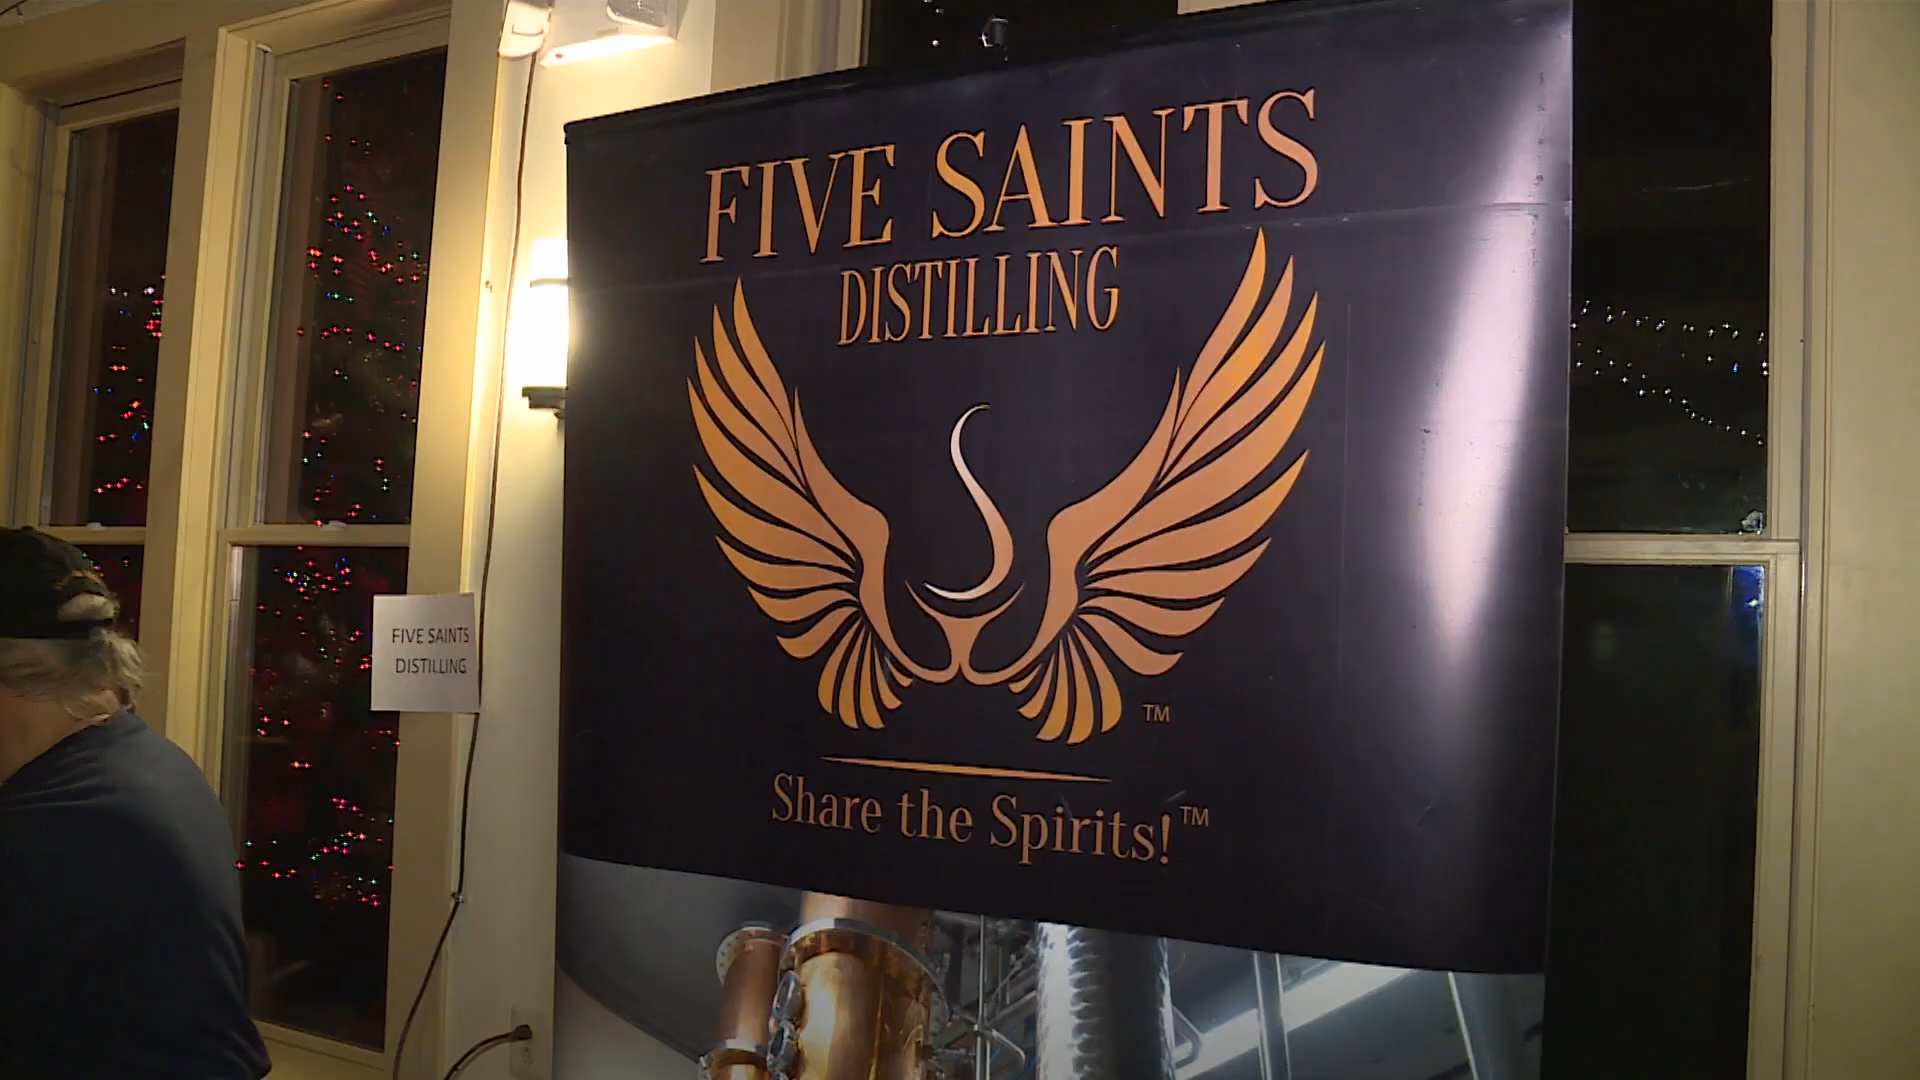 FIVE SAINTS
DISTILLING
TM
Share the Spirits!™
FIVE SAINTS
DISTILLING